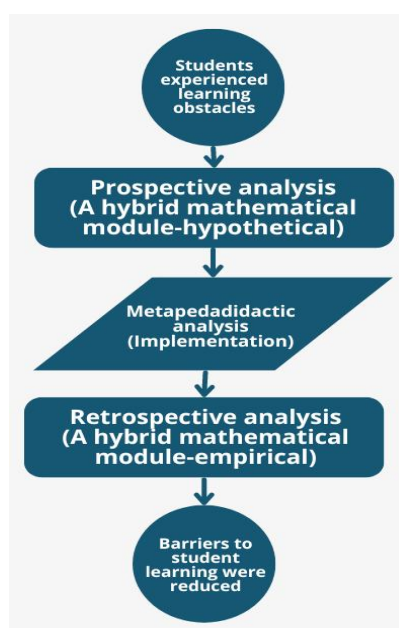 Students
experienced
learning
obstacles
Prospective analysis
(A hybrid mathematical
module-hypothetical)
Metapedadidactic
analysis
(Implementation)
Retrospective analysis
(A hybrid mathematical
module-empirical)
Barriers to
student
learning were
reduced